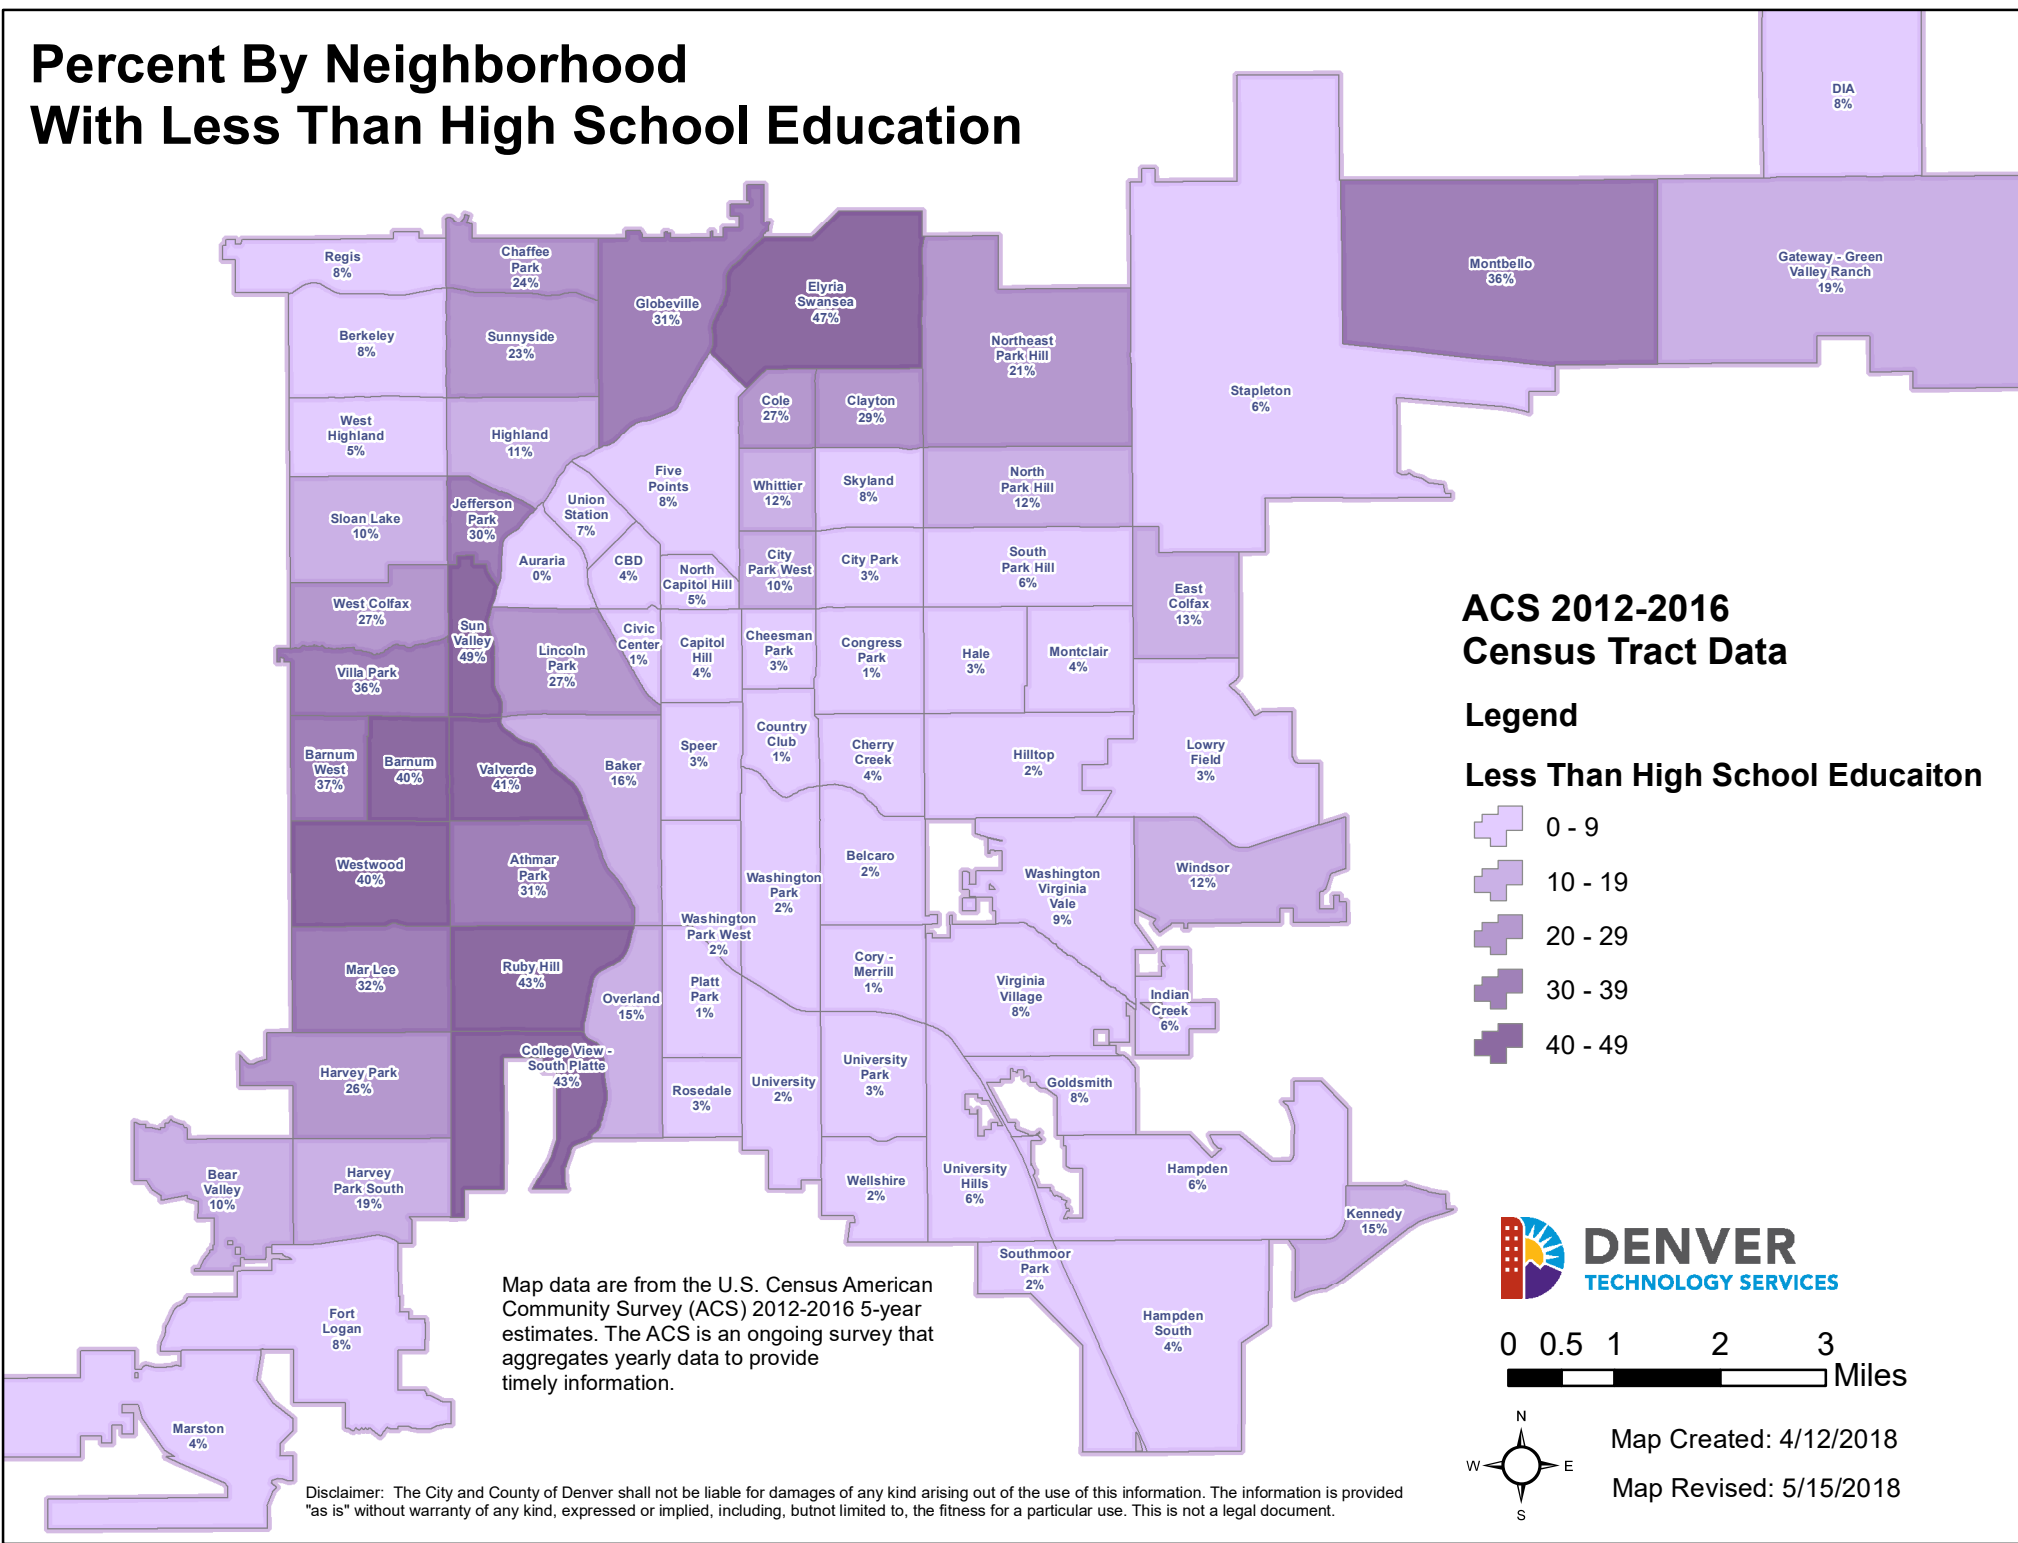 Percent By Neighborhood
With Less Than High School Education
DIA
8%
Regis
8%
Chaffee
Park
24%
Globeville
31%
Elyria
Swansea
47%
Montbello
36%
Gateway - Green
Valley Ranch
19%
Berkeley
8%
Sunnyside
23%
Northeast
Park Hill
21%
Stapleton
6%
West
Highland
5%
Highland
11%
Cole
27%
Clayton
29%
Five
Points
8%
Whittier
12%
Skyland
8%
North
Park Hill
12%
Sloan Lake
10%
Jefferson
Park
30%
Union
Station
7%
Auraria
0%
CBD
4%
North
Capitol Hill
5%
City
Park West
10%
City Park
3%
South
Park Hill
6%
East
Colfax
13%
West Colfax
27%
Sun
Valley
49%
Lincoln
Park
27%
Civic
Center
1%
Capitol
Hill
4%
Cheesman
Park
3%
Congress
Park
1%
Hale
3%
Montclair
4%
Villa Park
36%
Barnum
West
37%
Barnum
40%
Valverde
41%
Baker
16%
Speer
3%
Country
Club
1%
Cherry
Creek
4%
Hilltop
2%
Lowry
Field
3%
Westwood
40%
Athmar
Park
31%
Washington
Park
2%
Belcaro
2%
Washington
Virginia
Vale
9%
Windsor
12%
Washington
Park West
2%
Mar Lee
32%
Ruby Hill
43%
Overland
15%
Platt
Park
1%
Cory -
Merrill
1%
Virginia
Village
8%
Indian
Creek
6%
Harvey Park
26%
College View -
South Platte
43%
Rosedale
3%
University
2%
University
Park
3%
Goldsmith
8%
Bear
Valley
10%
Harvey
Park South
19%
Wellshire
2%
University
Hills
6%
Hampden
6%
Kennedy
15%
Southmoor
Park
2%
Hampden
South
4%
Fort
Logan
8%
Marston
4%
ACS 2012-2016
Census Tract Data
Legend
Less Than High School Educaiton
0 - 9
10 - 19
20 - 29
30 - 39
40 - 49
DENVER
TECHNOLOGY SERVICES
0 0.5 1 2 3
Miles
N
W E
S
Map Created: 4/12/2018
Map Revised: 5/15/2018
Map data are from the U.S. Census American
Community Survey (ACS) 2012-2016 5-year
estimates. The ACS is an ongoing survey that
aggregates yearly data to provide
timely information.
Disclaimer: The City and County of Denver shall not be liable for damages of any kind arising out of the use of this information. The information is provided
"as is" without warranty of any kind, expressed or implied, including, butnot limited to, the fitness for a particular use. This is not a legal document.